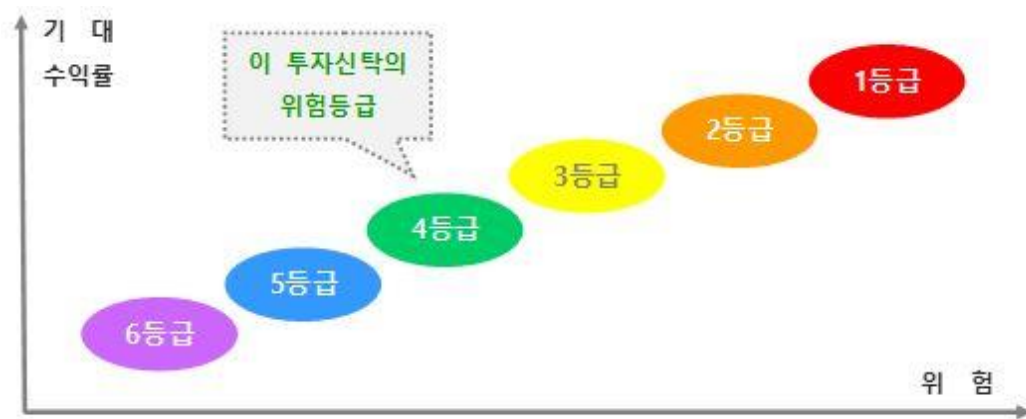 기 대
수익률
이 투자신탁의
위험등급
1등급
2등급
3등급
4등급
5등급
6등급
위 험